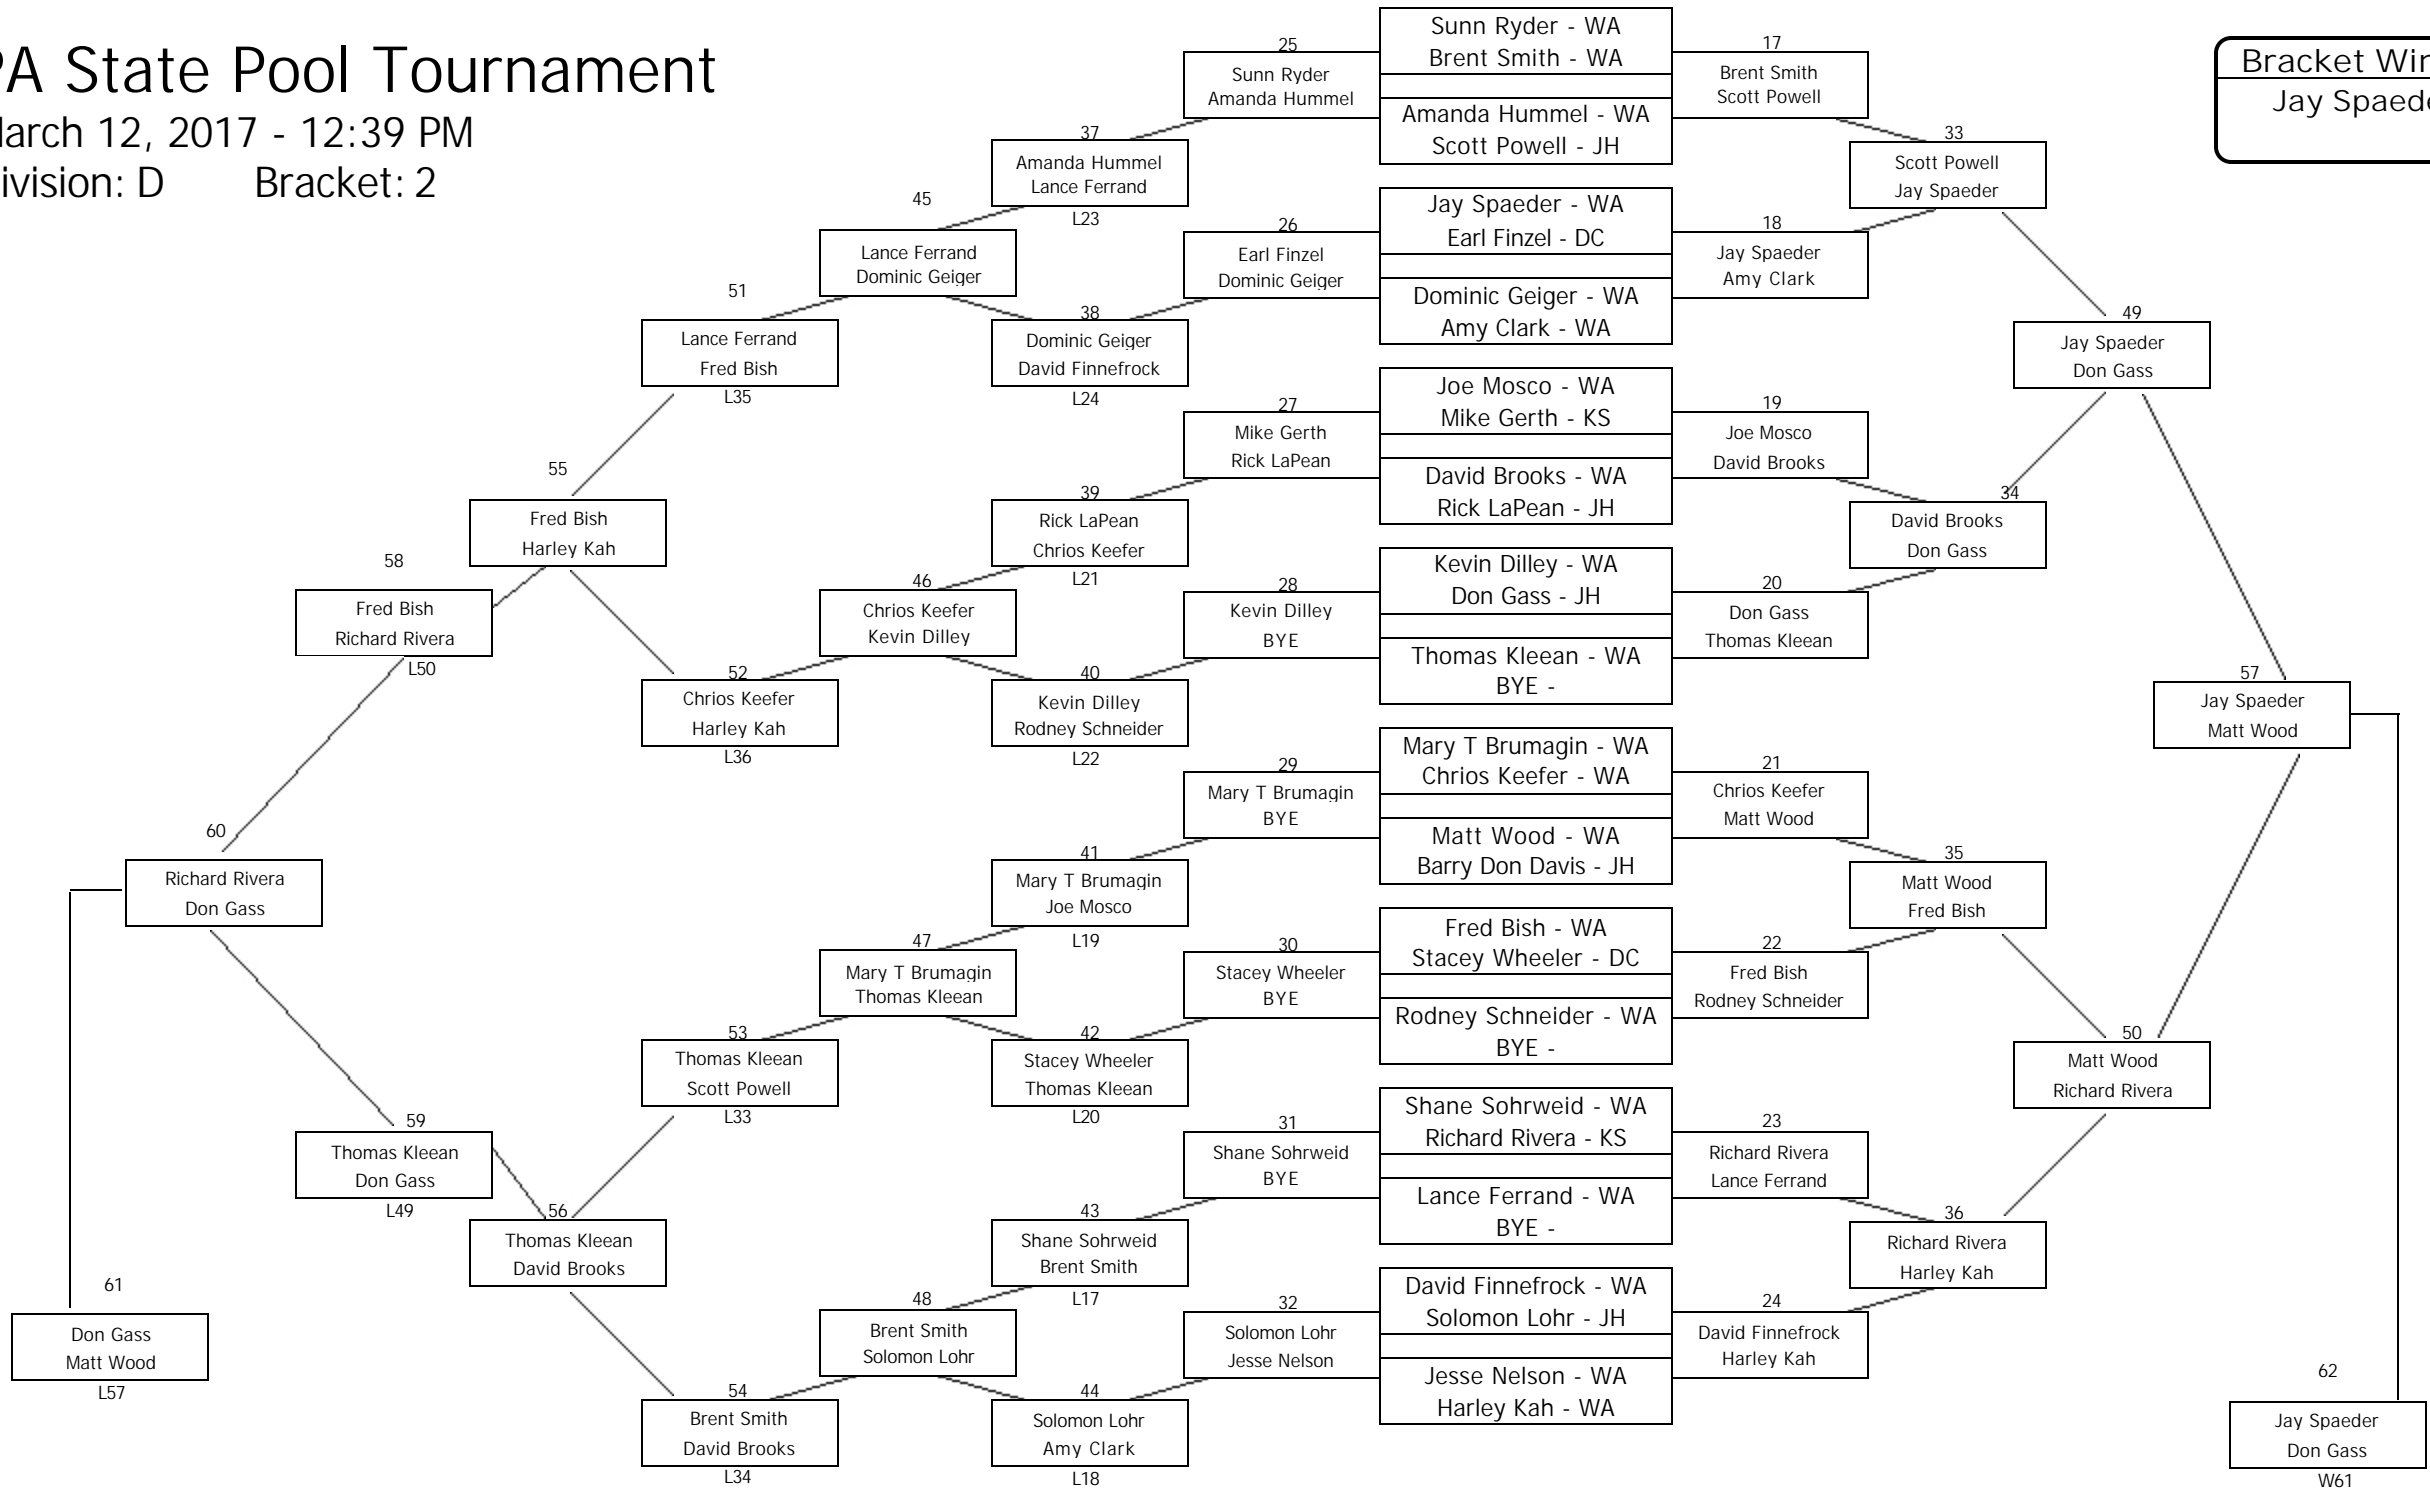 PA State Pool Tournament
March 12, 2017 - 12:39 PM
Division: D Bracket: 2
Bracket Win
Jay Spaede
61
Don Gass
Matt Wood
L57
60
Richard Rivera
Don Gass
58
Fred Bish
Richard Rivera
L50
59
Thomas Kleean
Don Gass
L49
55
Fred Bish
Harley Kah
56
Thomas Kleean
David Brooks
51
Lance Ferrand
Fred Bish
L35
52
Chrios Keefer
Harley Kah
L36
53
Thomas Kleean
Scott Powell
L33
54
Brent Smith
David Brooks
L34
45
Lance Ferrand
Dominic Geiger
46
Chrios Keefer
Kevin Dilley
47
Mary T Brumagin
Thomas Kleean
48
Brent Smith
Solomon Lohr
37
Amanda Hummel
Lance Ferrand
L23
38
Dominic Geiger
David Finnefrock
L24
39
Rick LaPean
Chrios Keefer
L21
40
Kevin Dilley
Rodney Schneider
L22
41
Mary T Brumagin
Joe Mosco
L19
42
Stacey Wheeler
Thomas Kleean
L20
43
Shane Sohrweid
Brent Smith
L17
44
Solomon Lohr
Amy Clark
L18
25
Sunn Ryder
Amanda Hummel
26
Earl Finzel
Dominic Geiger
27
Mike Gerth
Rick LaPean
28
Kevin Dilley
BYE
29
Mary T Brumagin
BYE
30
Stacey Wheeler
BYE
31
Shane Sohrweid
BYE
32
Solomon Lohr
Jesse Nelson
Sunn Ryder - WA
Brent Smith - WA
Amanda Hummel - WA
Scott Powell - JH
Jay Spaeder - WA
Earl Finzel - DC
Dominic Geiger - WA
Amy Clark - WA
Joe Mosco - WA
Mike Gerth - KS
David Brooks - WA
Rick LaPean - JH
Kevin Dilley - WA
Don Gass - JH
Thomas Kleean - WA
BYE -
Mary T Brumagin - WA
Chrios Keefer - WA
Matt Wood - WA
Barry Don Davis - JH
Fred Bish - WA
Stacey Wheeler - DC
Rodney Schneider - WA
BYE -
Shane Sohrweid - WA
Richard Rivera - KS
Lance Ferrand - WA
BYE -
David Finnefrock - WA
Solomon Lohr - JH
Jesse Nelson - WA
Harley Kah - WA
17
Brent Smith
Scott Powell
18
Jay Spaeder
Amy Clark
19
Joe Mosco
David Brooks
20
Don Gass
Thomas Kleean
21
Chrios Keefer
Matt Wood
22
Fred Bish
Rodney Schneider
23
Richard Rivera
Lance Ferrand
24
David Finnefrock
Harley Kah
33
Scott Powell
Jay Spaeder
34
David Brooks
Don Gass
35
Matt Wood
Fred Bish
36
Richard Rivera
Harley Kah
49
Jay Spaeder
Don Gass
50
Matt Wood
Richard Rivera
57
Jay Spaeder
Matt Wood
62
Jay Spaeder
Don Gass
W61